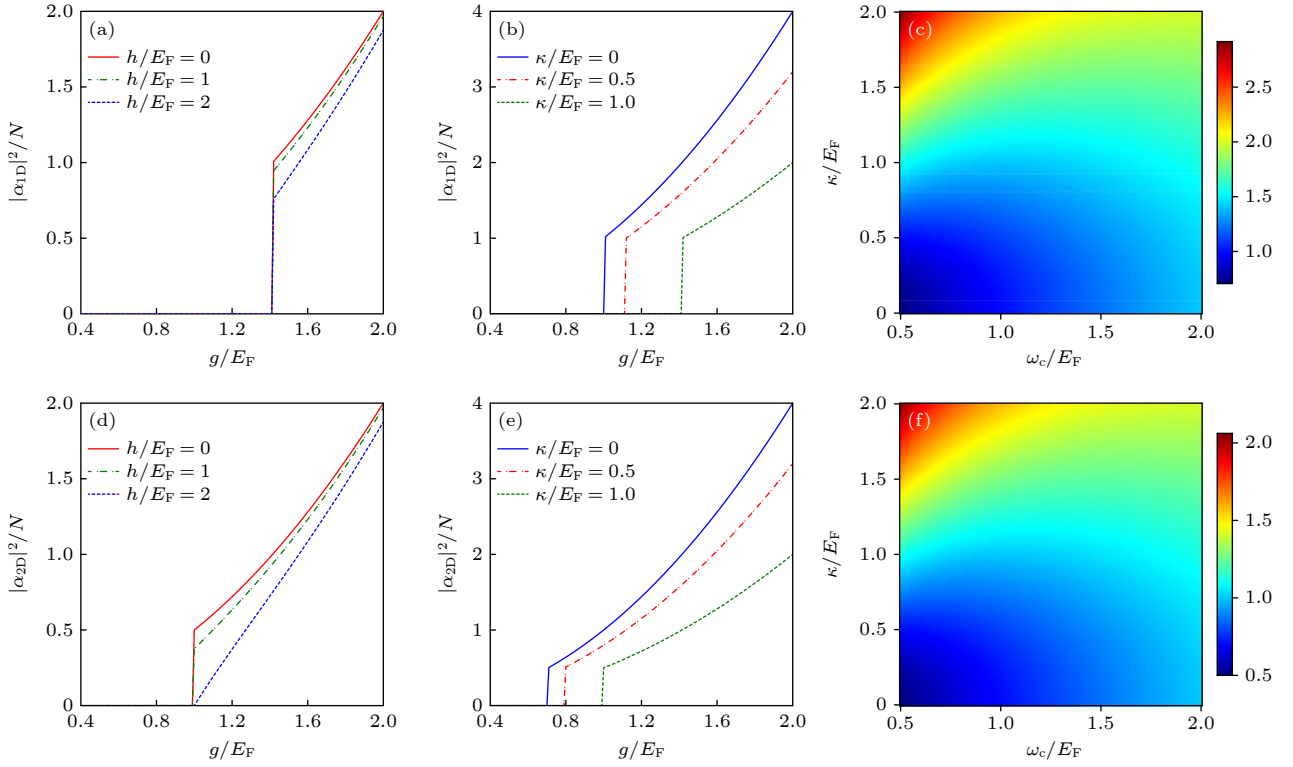 (a)
h/E_F = 0
h/E_F = 1
h/E_F = 2
2.0
1.5
1.0
0.5
0
|α_1D|²/N
0.4 0.8 1.2 1.6 2.0
g/E_F
(b)
κ/E_F = 0
κ/E_F = 0.5
κ/E_F = 1.0
4
3
2
1
0
|α_1D|²/N
0.4 0.8 1.2 1.6 2.0
g/E_F
(c)
2.0
1.5
1.0
0.5
0
κ/E_F
0.5 1.0 1.5 2.0
ω_c/E_F
2.5
2.0
1.5
1.0
(d)
h/E_F = 0
h/E_F = 1
h/E_F = 2
2.0
1.5
1.0
0.5
0
|α_2D|²/N
0.4 0.8 1.2 1.6 2.0
g/E_F
(e)
κ/E_F = 0
κ/E_F = 0.5
κ/E_F = 1.0
4
3
2
1
0
|α_2D|²/N
0.4 0.8 1.2 1.6 2.0
g/E_F
(f)
2.0
1.5
1.0
0.5
0
κ/E_F
0.5 1.0 1.5 2.0
ω_c/E_F
2.0
1.5
1.0
0.5